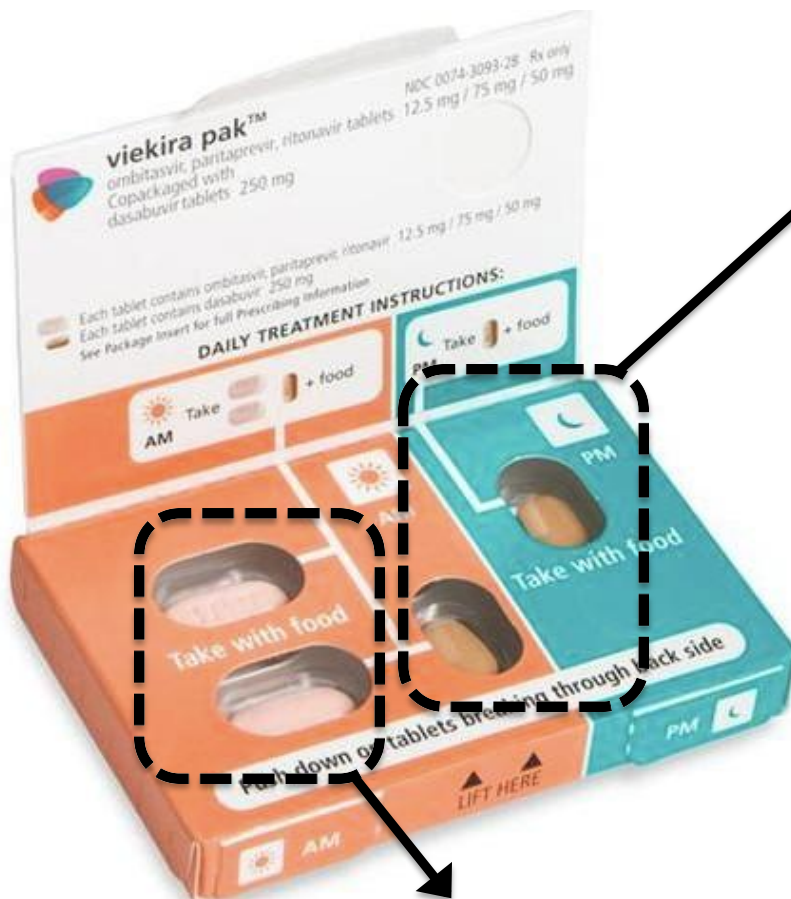 NDC 0074-3093-28 Rx only
viekira pak™
ombitasvir, paritaprevir, ritonavir tablets 12.5 mg / 75 mg / 50 mg
Copackaged with
dasabuvir tablets 250 mg
Each tablet contains ombitasvir, paritaprevir, ritonavir 12.5 mg / 75 mg / 50 mg
Each tablet contains dasabuvir 250 mg
See Package Insert for full Prescribing Information
DAILY TREATMENT INSTRUCTIONS:
AM Take + food
PM Take + food
AM
PM
Take with food
Take with food
Push down on tablets breaking through back side
LIFT HERE
AM
PM